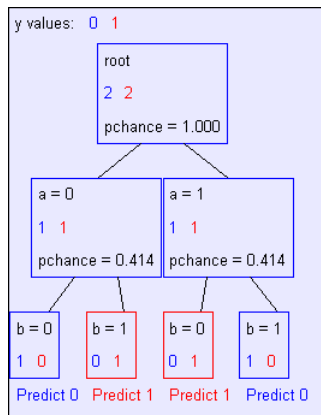 y values: 0 1
root
2 2
pchance = 1.000
a = 0
1 1
pchance = 0.414
a = 1
1 1
pchance = 0.414
b = 0
1 0
Predict 0
b = 1
0 1
Predict 1
b = 0
0 1
Predict 1
b = 1
1 0
Predict 0